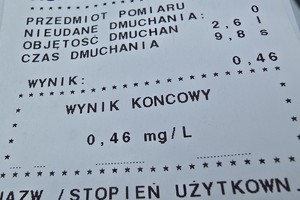 PRZEDMIOT POMIARU
NIEUDANE DMUCHANIA: 0
OBJĘTOŚĆ DMUCHAN 2,6 l
CZAS DMUCHANIA 9,8 s
WYNIK: 0,46
* * * * * * * * * * * * * * * * * * * *
WYNIK KOŃCOWY
0,46 mg/L
* * * * * * * * * * * * * * * * * * * *
NAZW./STOPIEŃ UŻYTKOWN.